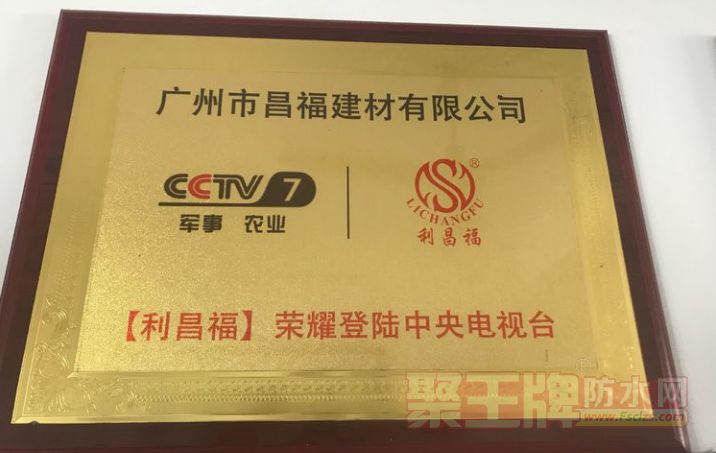 广州市昌福建材有限公司
CCTV 7
军事 农业
®
LICHANGFU
利昌福
【利昌福】荣耀登陆中央电视台
聚王牌防水网
www.Fsclzs.com